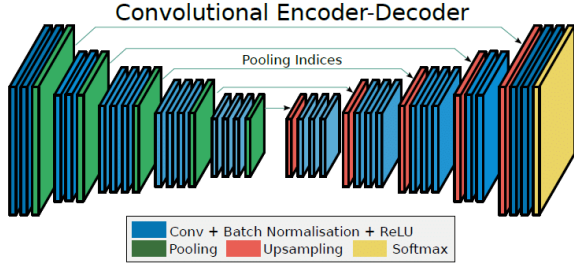 Convolutional Encoder-Decoder
Pooling Indices
Conv + Batch Normalisation + ReLU
Pooling Upsampling Softmax